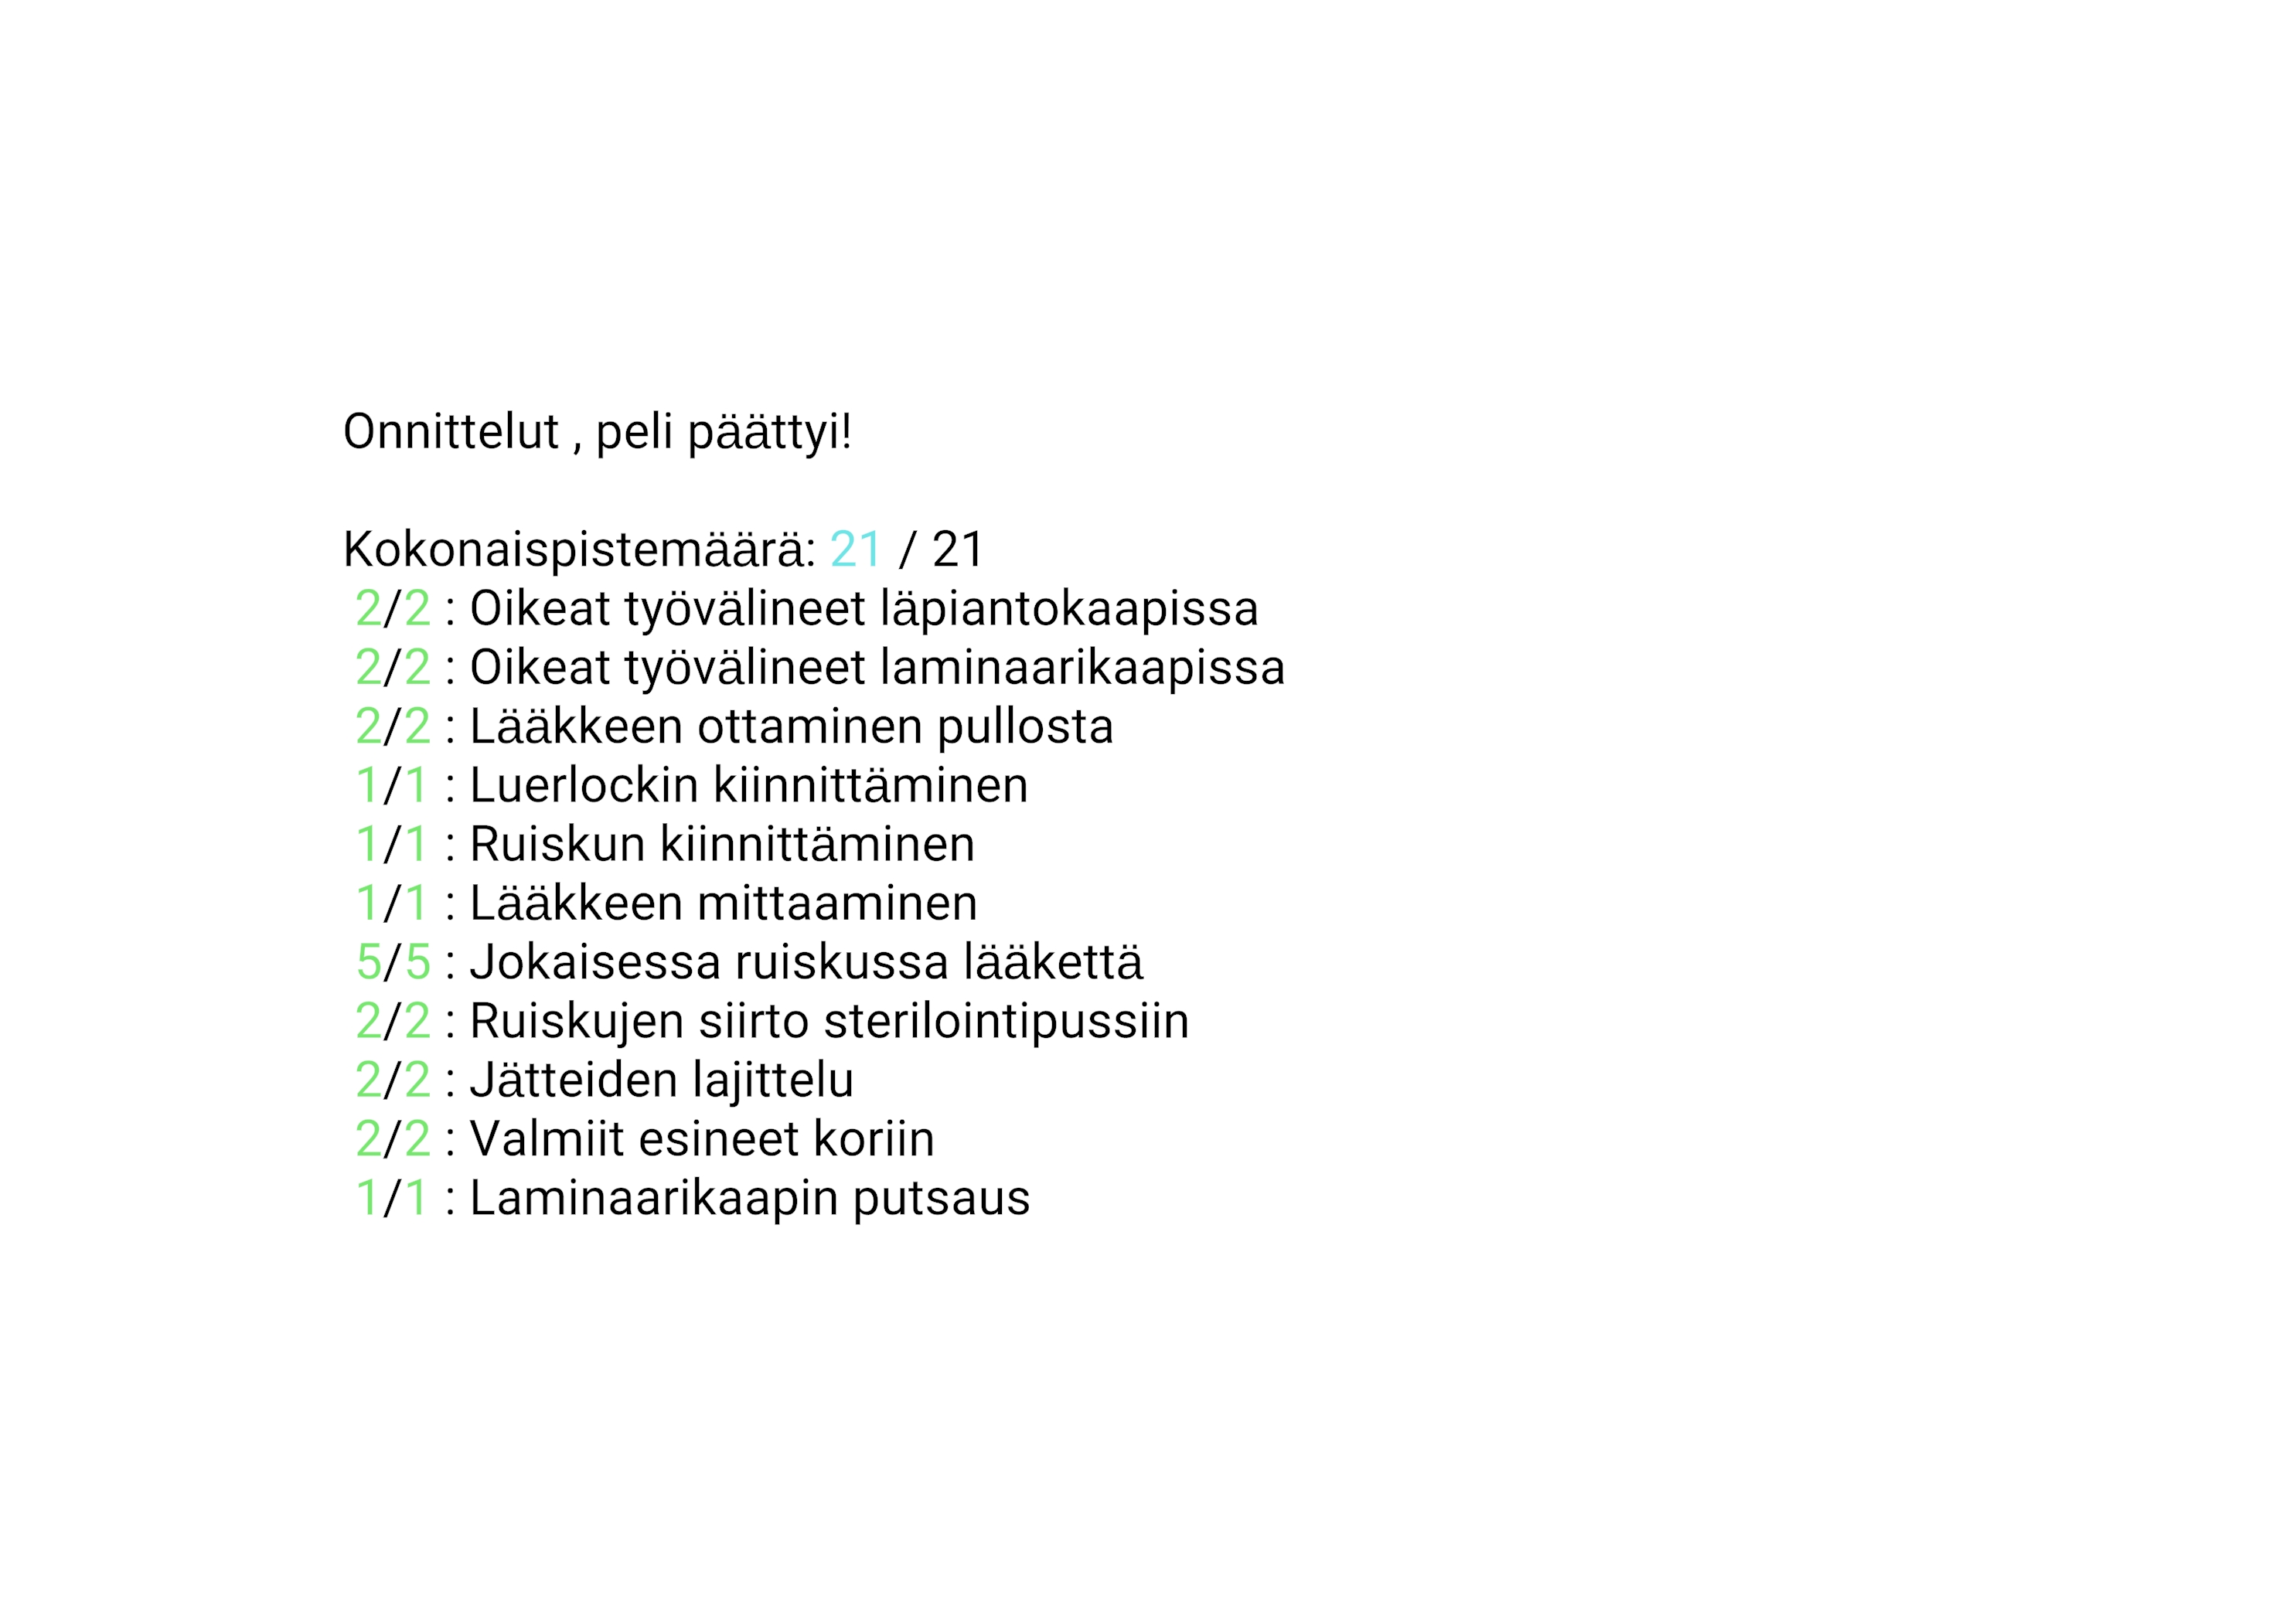 Onnittelut , peli päättyi!
Kokonaispistemäärä: 21 / 21
2/2 : Oikeat työvälineet läpiantokaapissa
2/2 : Oikeat työvälineet laminaarikaapissa
2/2 : Lääkkeen ottaminen pullosta
1/1 : Luerlockin kiinnittäminen
1/1 : Ruiskun kiinnittäminen
1/1 : Lääkkeen mittaaminen
5/5 : Jokaisessa ruiskussa lääkettä
2/2 : Ruiskujen siirto sterilointipussiin
2/2 : Jätteiden lajittelu
2/2 : Valmiit esineet koriin
1/1 : Laminaarikaapin putsaus